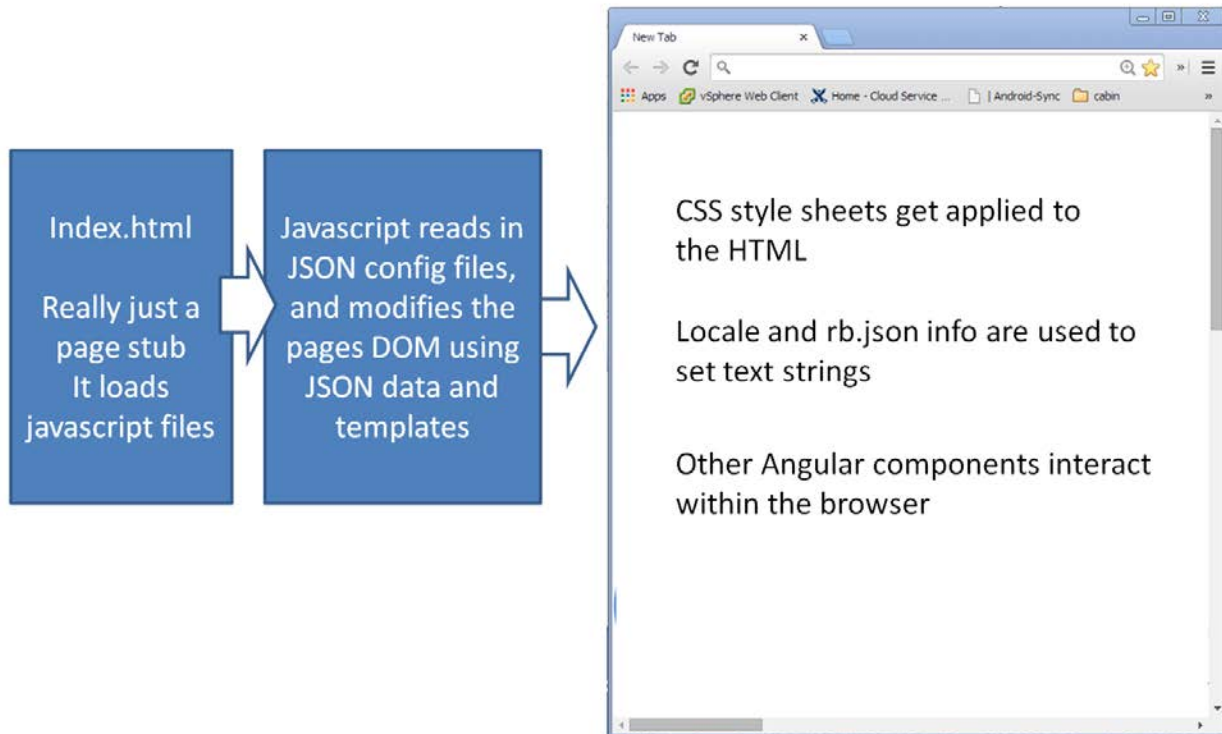 Index.html
Really just a
page stub
It loads
javascript files
Javascript reads in
JSON config files,
and modifies the
pages DOM using
JSON data and
templates
New Tab
Apps vSphere Web Client Home - Cloud Service ... | Android-Sync cabin »
CSS style sheets get applied to
the HTML
Locale and rb.json info are used to
set text strings
Other Angular components interact
within the browser